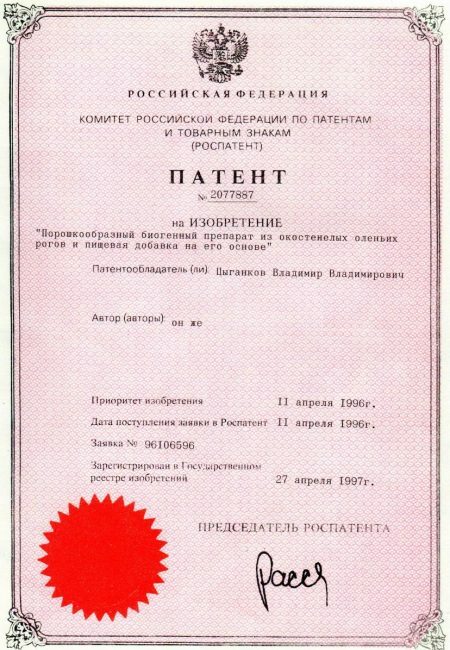 РОССИЙСКАЯ ФЕДЕРАЦИЯ
КОМИТЕТ РОССИЙСКОЙ ФЕДЕРАЦИИ ПО ПАТЕНТАМ
И ТОВАРНЫМ ЗНАКАМ
(РОСПАТЕНТ)
ПАТЕНТ
№ 2077887
на ИЗОБРЕТЕНИЕ
"Порошкообразный биогенный препарат из окостенелых оленьих
рогов и пищевая добавка на его основе"
Патентообладатель (ли): Цыганков Владимир Владимирович
Автор (авторы): он же
Приоритет изобретения 11 апреля 1996г.
Дата поступления заявки в Роспатент 11 апреля 1996г.
Заявка № 96106596
Зарегистрирован в Государственном
реестре изобретений 27 апреля 1997г.
ПРЕДСЕДАТЕЛЬ РОСПАТЕНТА